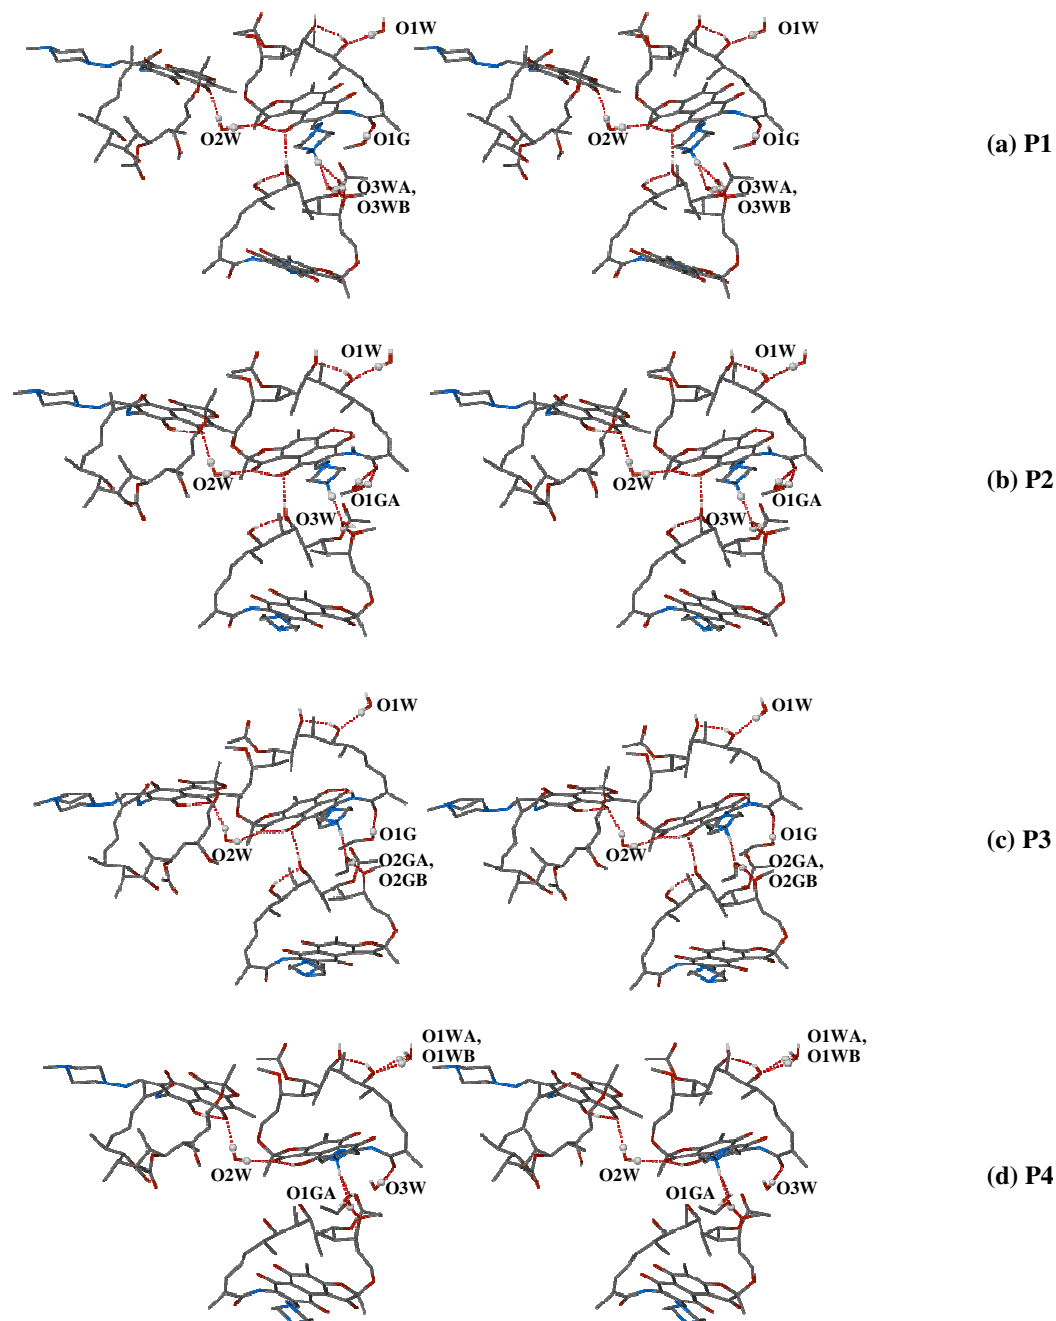 O1W O1W
O2W O1G O2W O1G
(a) P1
O3WA, O3WA,
O3WB O3WB
O1W O1W
O2W O1GA O2W O1GA
(b) P2
O3W O3W
O1W O1W
O1G O1G
O2W O2GA, O2W O2GA,
O2GB O2GB
(c) P3
O1WA, O1WA,
O1WB O1WB
O2W O3W O2W O3W
(d) P4
O1GA O1GA